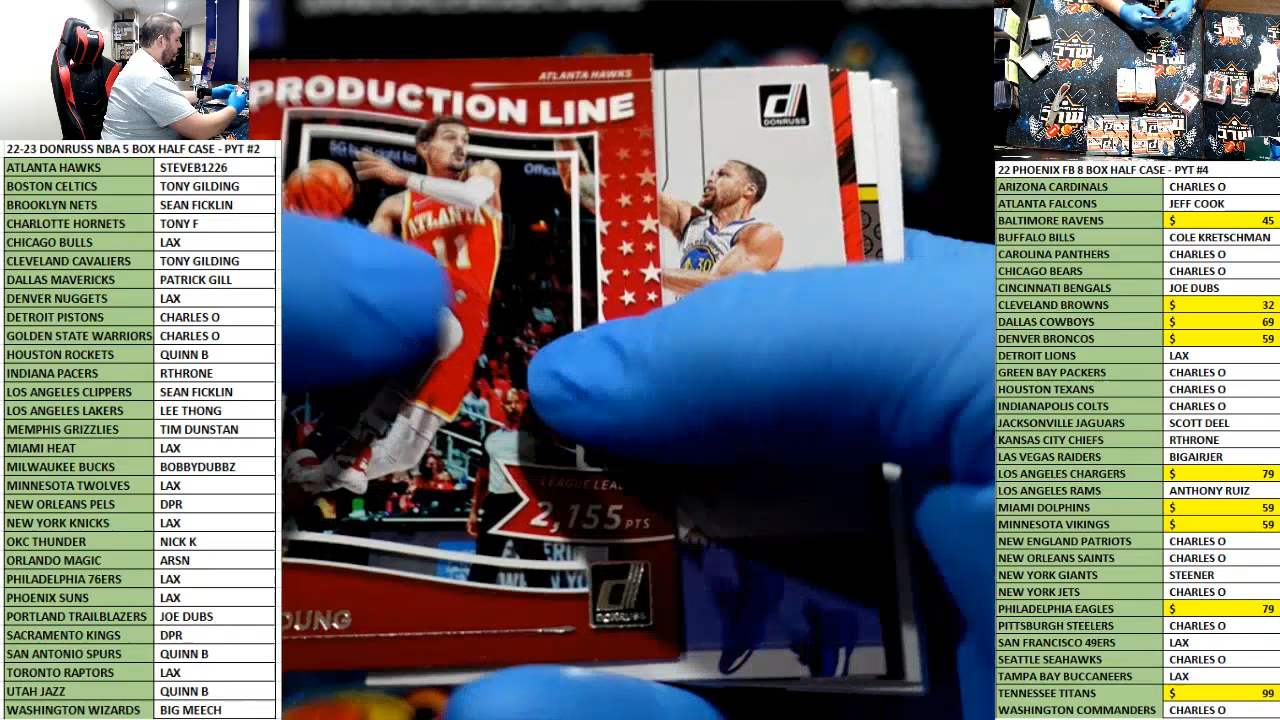 22-23 DONRUSS NBA 5 BOX HALF CASE - PYT #2
ATLANTA HAWKS STEVEB1226
BOSTON CELTICS TONY GILDING
BROOKLYN NETS SEAN FICKLIN
CHARLOTTE HORNETS TONY F
CHICAGO BULLS LAX
CLEVELAND CAVALIERS TONY GILDING
DALLAS MAVERICKS PATRICK GILL
DENVER NUGGETS LAX
DETROIT PISTONS CHARLES O
GOLDEN STATE WARRIORS CHARLES O
HOUSTON ROCKETS QUINN B
INDIANA PACERS RTHRONE
LOS ANGELES CLIPPERS SEAN FICKLIN
LOS ANGELES LAKERS LEE THONG
MEMPHIS GRIZZLIES TIM DUNSTAN
MIAMI HEAT LAX
MILWAUKEE BUCKS BOBBYDUBBZ
MINNESOTA TWOLVES LAX
NEW ORLEANS PELS DPR
NEW YORK KNICKS LAX
OKC THUNDER NICK K
ORLANDO MAGIC ARSN
PHILADELPHIA 76ERS LAX
PHOENIX SUNS LAX
PORTLAND TRAILBLAZERS JOE DUBS
SACRAMENTO KINGS DPR
SAN ANTONIO SPURS QUINN B
TORONTO RAPTORS LAX
UTAH JAZZ QUINN B
WASHINGTON WIZARDS BIG MEECH
ATLANTA HAWKS
PRODUCTION LINE
ATLANTA
11
LEAGUE LEA
2,155 PTS
DONRUSS
OUNG
DONRUSS
30
22 PHOENIX FB 8 BOX HALF CASE - PYT #4
ARIZONA CARDINALS CHARLES O
ATLANTA FALCONS JEFF COOK
BALTIMORE RAVENS $ 45
BUFFALO BILLS COLE KRETSCHMAN
CAROLINA PANTHERS CHARLES O
CHICAGO BEARS CHARLES O
CINCINNATI BENGALS JOE DUBS
CLEVELAND BROWNS $ 32
DALLAS COWBOYS $ 69
DENVER BRONCOS $ 59
DETROIT LIONS LAX
GREEN BAY PACKERS CHARLES O
HOUSTON TEXANS CHARLES O
INDIANAPOLIS COLTS CHARLES O
JACKSONVILLE JAGUARS SCOTT DEEL
KANSAS CITY CHIEFS RTHRONE
LAS VEGAS RAIDERS BIGAIRJER
LOS ANGELES CHARGERS $ 79
LOS ANGELES RAMS ANTHONY RUIZ
MIAMI DOLPHINS $ 59
MINNESOTA VIKINGS $ 59
NEW ENGLAND PATRIOTS CHARLES O
NEW ORLEANS SAINTS CHARLES O
NEW YORK GIANTS STEENER
NEW YORK JETS CHARLES O
PHILADELPHIA EAGLES $ 79
PITTSBURGH STEELERS CHARLES O
SAN FRANCISCO 49ERS LAX
SEATTLE SEAHAWKS CHARLES O
TAMPA BAY BUCCANEERS LAX
TENNESSEE TITANS $ 99
WASHINGTON COMMANDERS CHARLES O